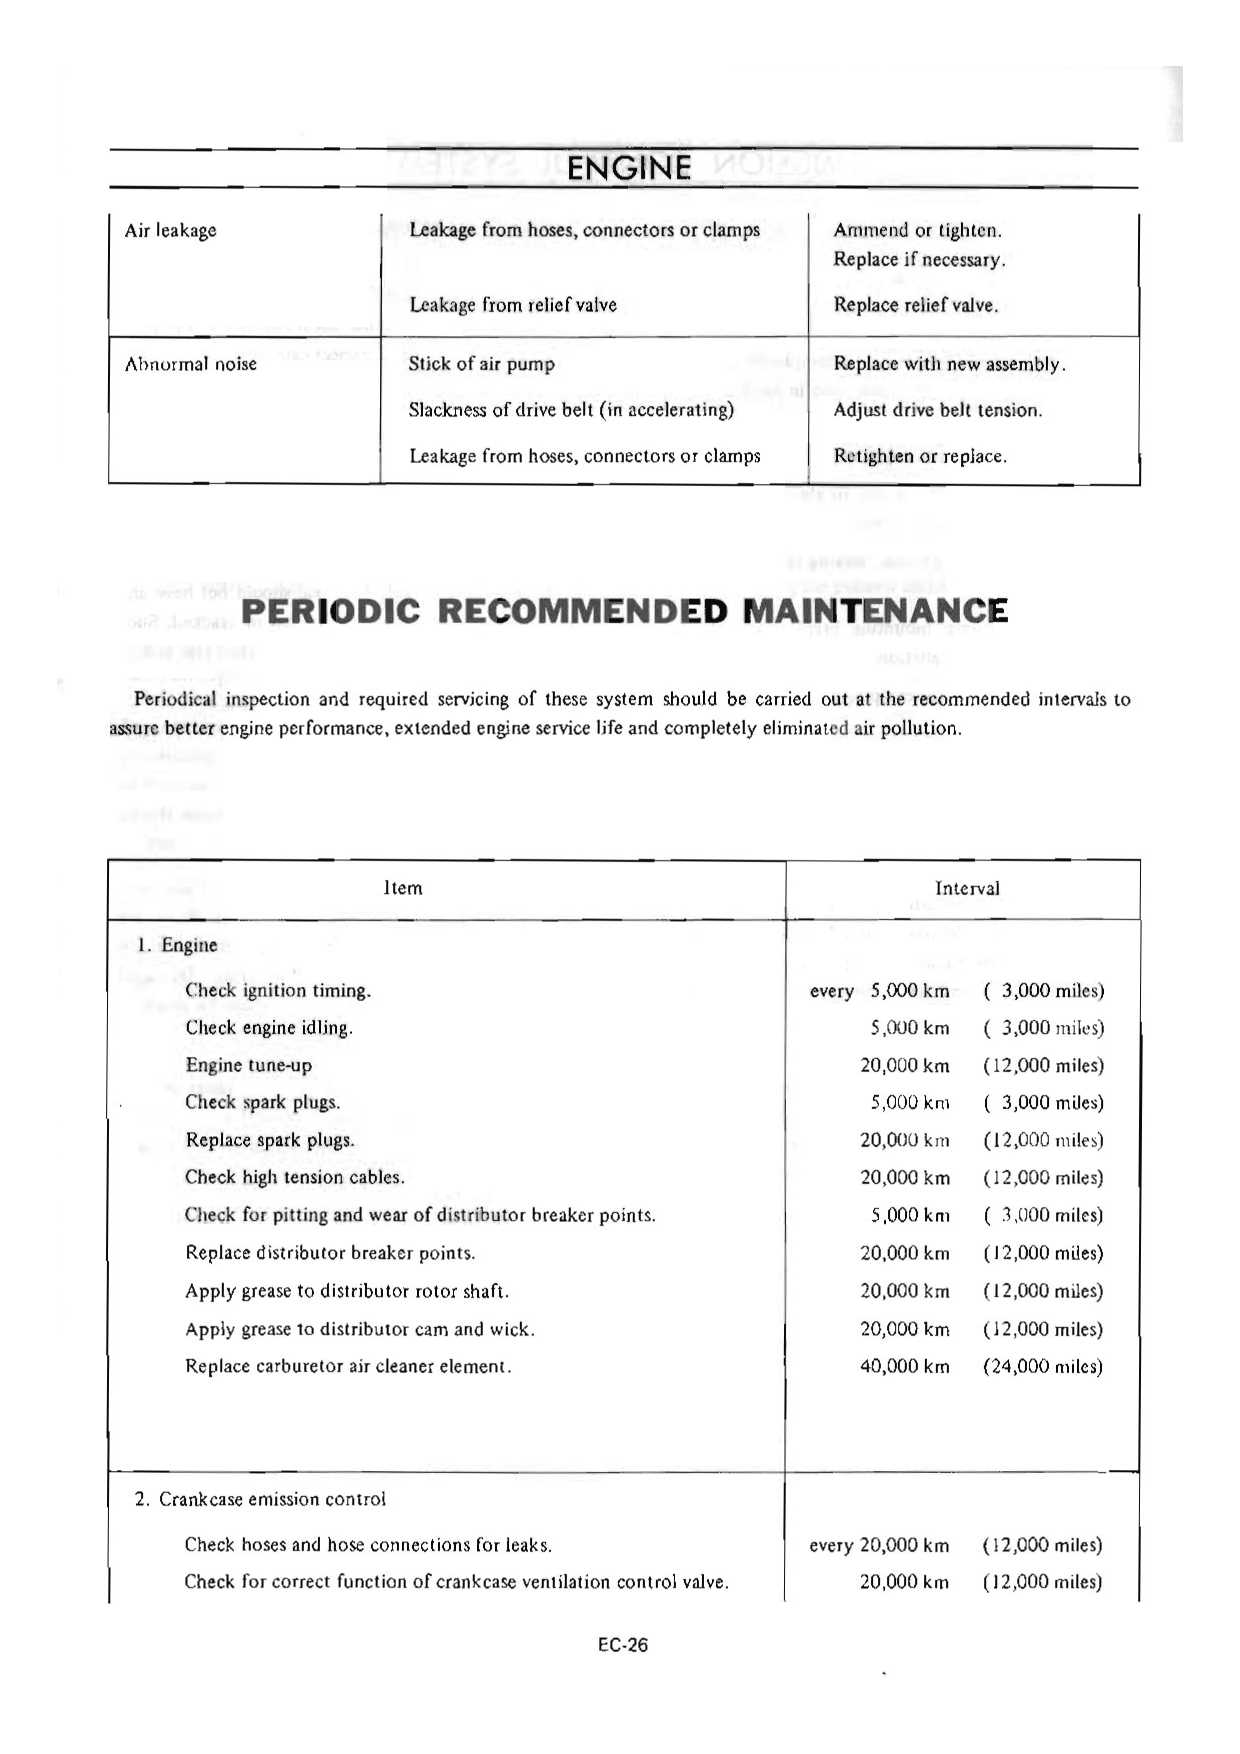 ENGINE
Air leakage Leakage from hoses, connectors or clamps Ammend or tighten.
Replace if necessary.
Leakage from relief valve Replace relief valve.
Abnormal noise Stick of air pump Replace with new assembly.
Slackness of drive belt (in accelerating) Adjust drive belt tension.
Leakage from hoses, connectors or clamps Retighten or replace.
PERIODIC RECOMMENDED MAINTENANCE
Periodical inspection and required servicing of these system should be carried out at the recommended intervals to
assure better engine performance, extended engine service life and completely eliminated air pollution.
Item Interval
1. Engine
Check ignition timing. every 5,000 km ( 3,000 miles)
Check engine idling. 5,000 km ( 3,000 miles)
Engine tune-up 20,000 km (12,000 miles)
Check spark plugs. 5,000 km ( 3,000 miles)
Replace spark plugs. 20,000 km (12,000 miles)
Check high tension cables. 20,000 km (12,000 miles)
Check for pitting and wear of distributor breaker points. 5,000 km ( 3,000 miles)
Replace distributor breaker points. 20,000 km (12,000 miles)
Apply grease to distributor rotor shaft. 20,000 km (12,000 miles)
Apply grease to distributor cam and wick. 20,000 km (12,000 miles)
Replace carburetor air cleaner element. 40,000 km (24,000 miles)
2. Crankcase emission control
Check hoses and hose connections for leaks. every 20,000 km (12,000 miles)
Check for correct function of crankcase ventilation control valve. 20,000 km (12,000 miles)
EC-26